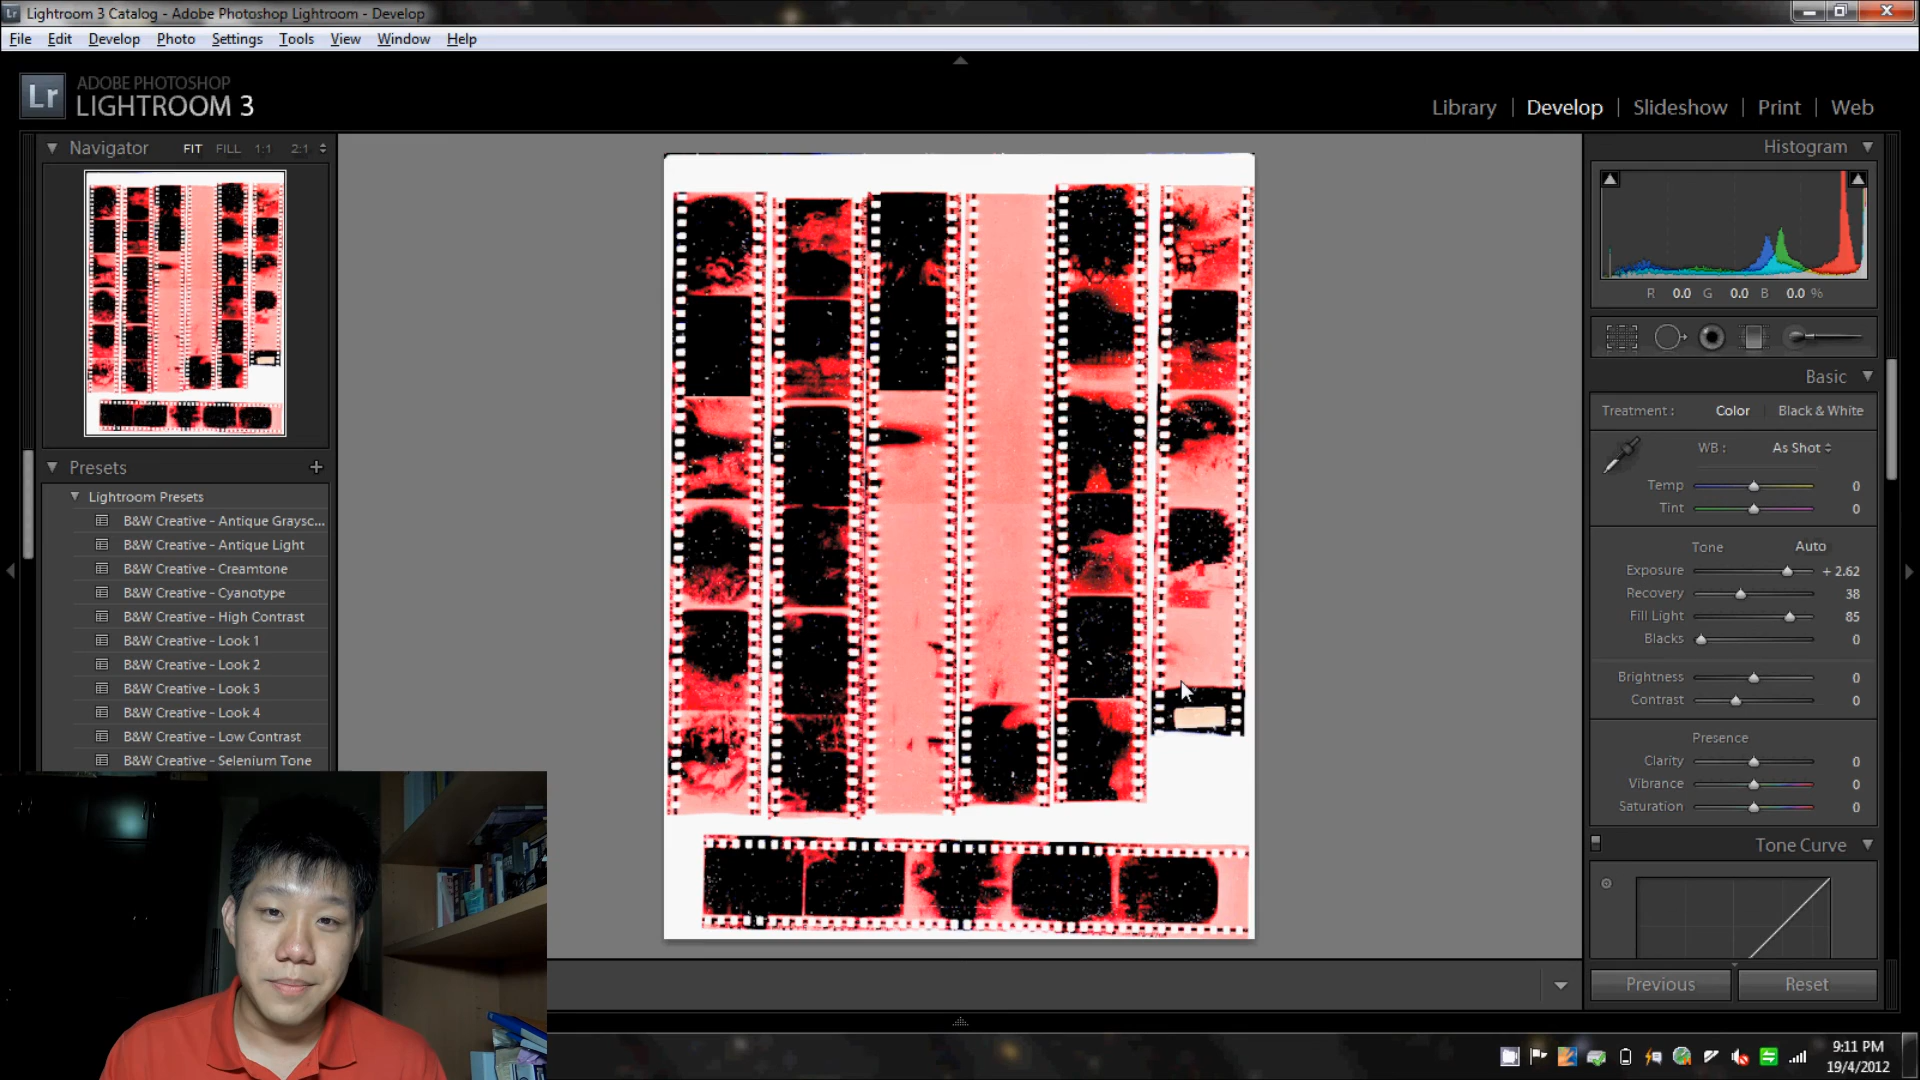 Lightroom 3 Catalog - Adobe Photoshop Lightroom - Develop
File Edit Develop Photo Settings Tools View Window Help
Lr ADOBE PHOTOSHOP
LIGHTROOM 3
Library | Develop | Slideshow | Print | Web
Navigator FIT FILL 1:1 2:1
Presets +
Lightroom Presets
B&W Creative - Antique Graysc...
B&W Creative - Antique Light
B&W Creative - Creamtone
B&W Creative - Cyanotype
B&W Creative - High Contrast
B&W Creative - Look 1
B&W Creative - Look 2
B&W Creative - Look 3
B&W Creative - Look 4
B&W Creative - Low Contrast
B&W Creative - Selenium Tone
Histogram
R 0.0 G 0.0 B 0.0 %
Basic
Treatment : Color Black & White
WB : As Shot
Temp 0
Tint 0
Tone Auto
Exposure + 2.62
Recovery 38
Fill Light 85
Blacks 0
Brightness 0
Contrast 0
Presence
Clarity 0
Vibrance 0
Saturation 0
Tone Curve
Previous Reset
9:11 PM
19/4/2012